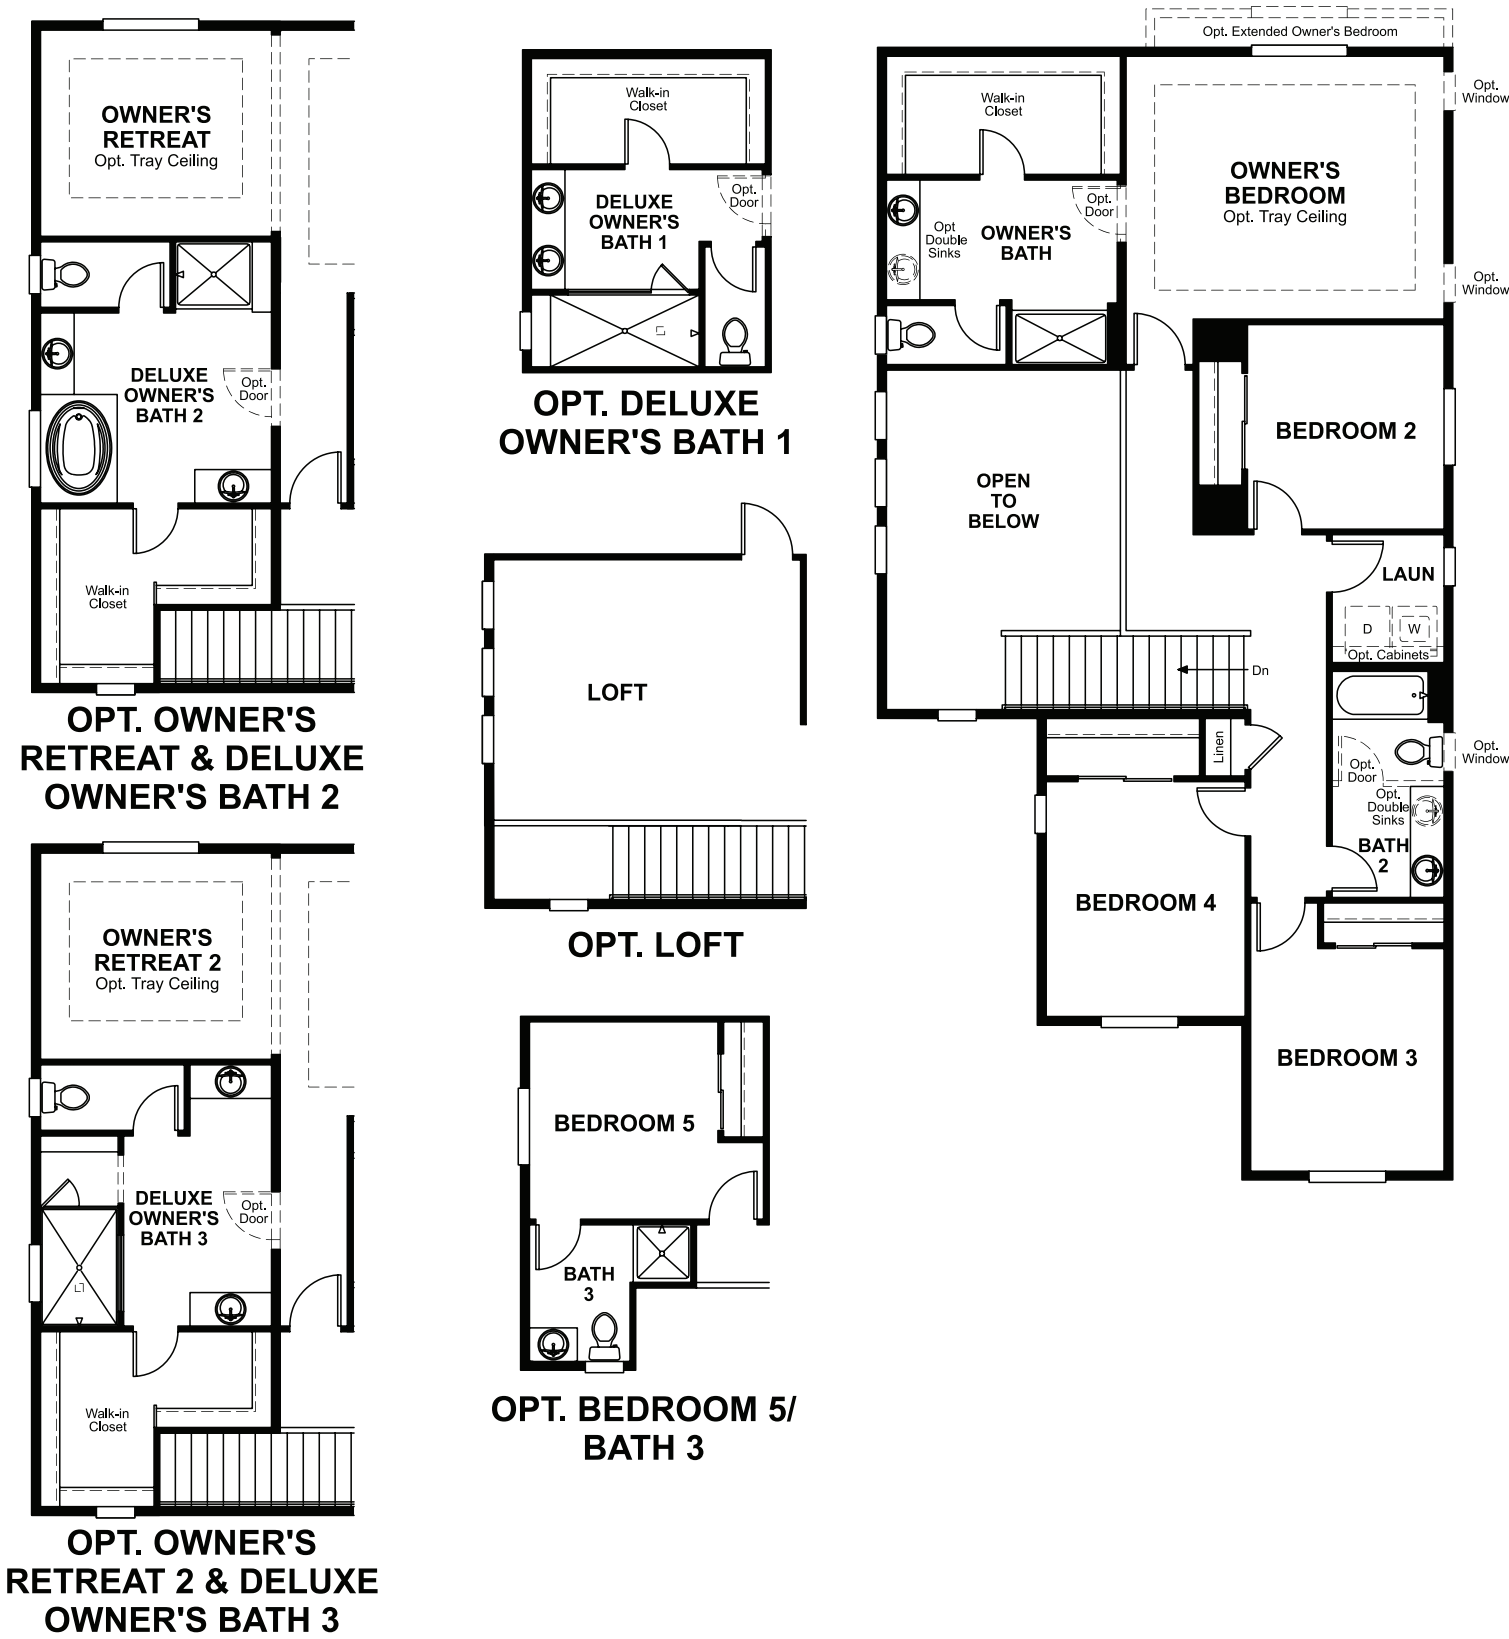 OWNER'S
RETREAT
Opt. Tray Ceiling
DELUXE
OWNER'S
BATH 2
Opt.
Door
Walk-in
Closet
OPT. OWNER'S
RETREAT & DELUXE
OWNER'S BATH 2
OWNER'S
RETREAT 2
Opt. Tray Ceiling
DELUXE
OWNER'S
BATH 3
Opt.
Door
Walk-in
Closet
OPT. OWNER'S
RETREAT 2 & DELUXE
OWNER'S BATH 3
Walk-in
Closet
DELUXE
OWNER'S
BATH 1
Opt.
Door
OPT. DELUXE
OWNER'S BATH 1
LOFT
OPT. LOFT
BEDROOM 5
BATH
3
OPT. BEDROOM 5/
BATH 3
Opt. Extended Owner's Bedroom
Walk-in
Closet
Opt.
Window
OWNER'S
BEDROOM
Opt. Tray Ceiling
Opt.
Door
Opt
Double
Sinks
OWNER'S
BATH
Opt.
Window
BEDROOM 2
OPEN
TO
BELOW
LAUN
D
W
Opt. Cabinets
Dn
Linen
Opt.
Door
Opt.
Window
Opt.
Double
Sinks
BATH
2
BEDROOM 4
BEDROOM 3